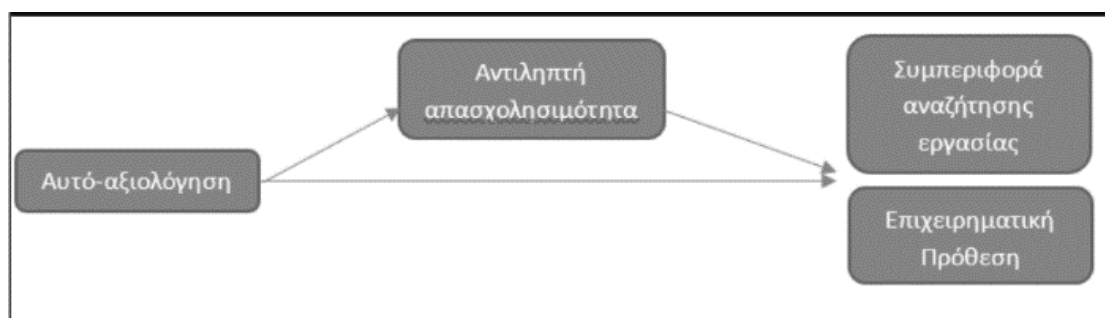 Αντιληπτή
απασχολησιμότητα
Συμπεριφορά
αναζήτησης
εργασίας
Αυτό-αξιολόγηση
Επιχειρηματική
Πρόθεση